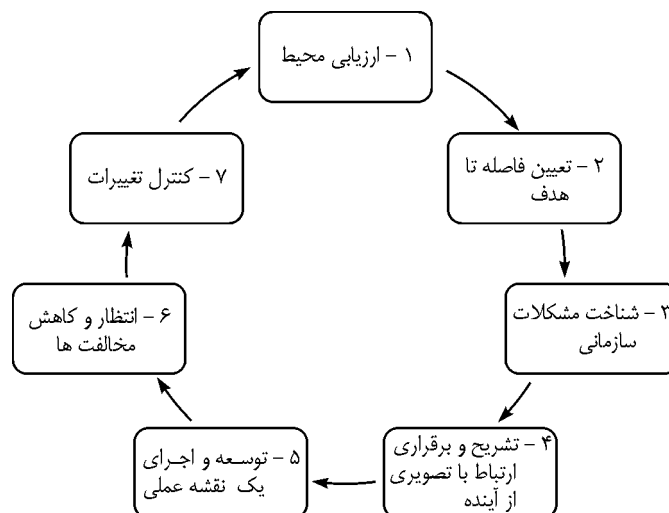 ۱ – ارزیابی محیط
۲ – تعیین فاصله تا
هدف
۳ – شناخت مشکلات
سازمانی
۴ – تشریح و برقراری
ارتباط با تصویری
از آینده
۵ – توسعه و اجرای
یک نقشه عملی
۶ – انتظار و کاهش
مخالفت ها
۷ – کنترل تغییرات